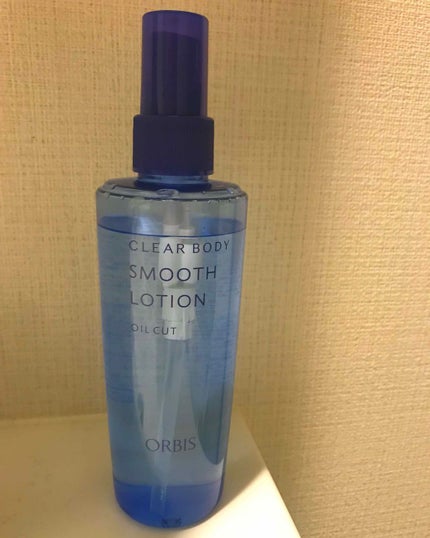 CLEAR BODY
SMOOTH
LOTION
OIL CUT
ORBIS